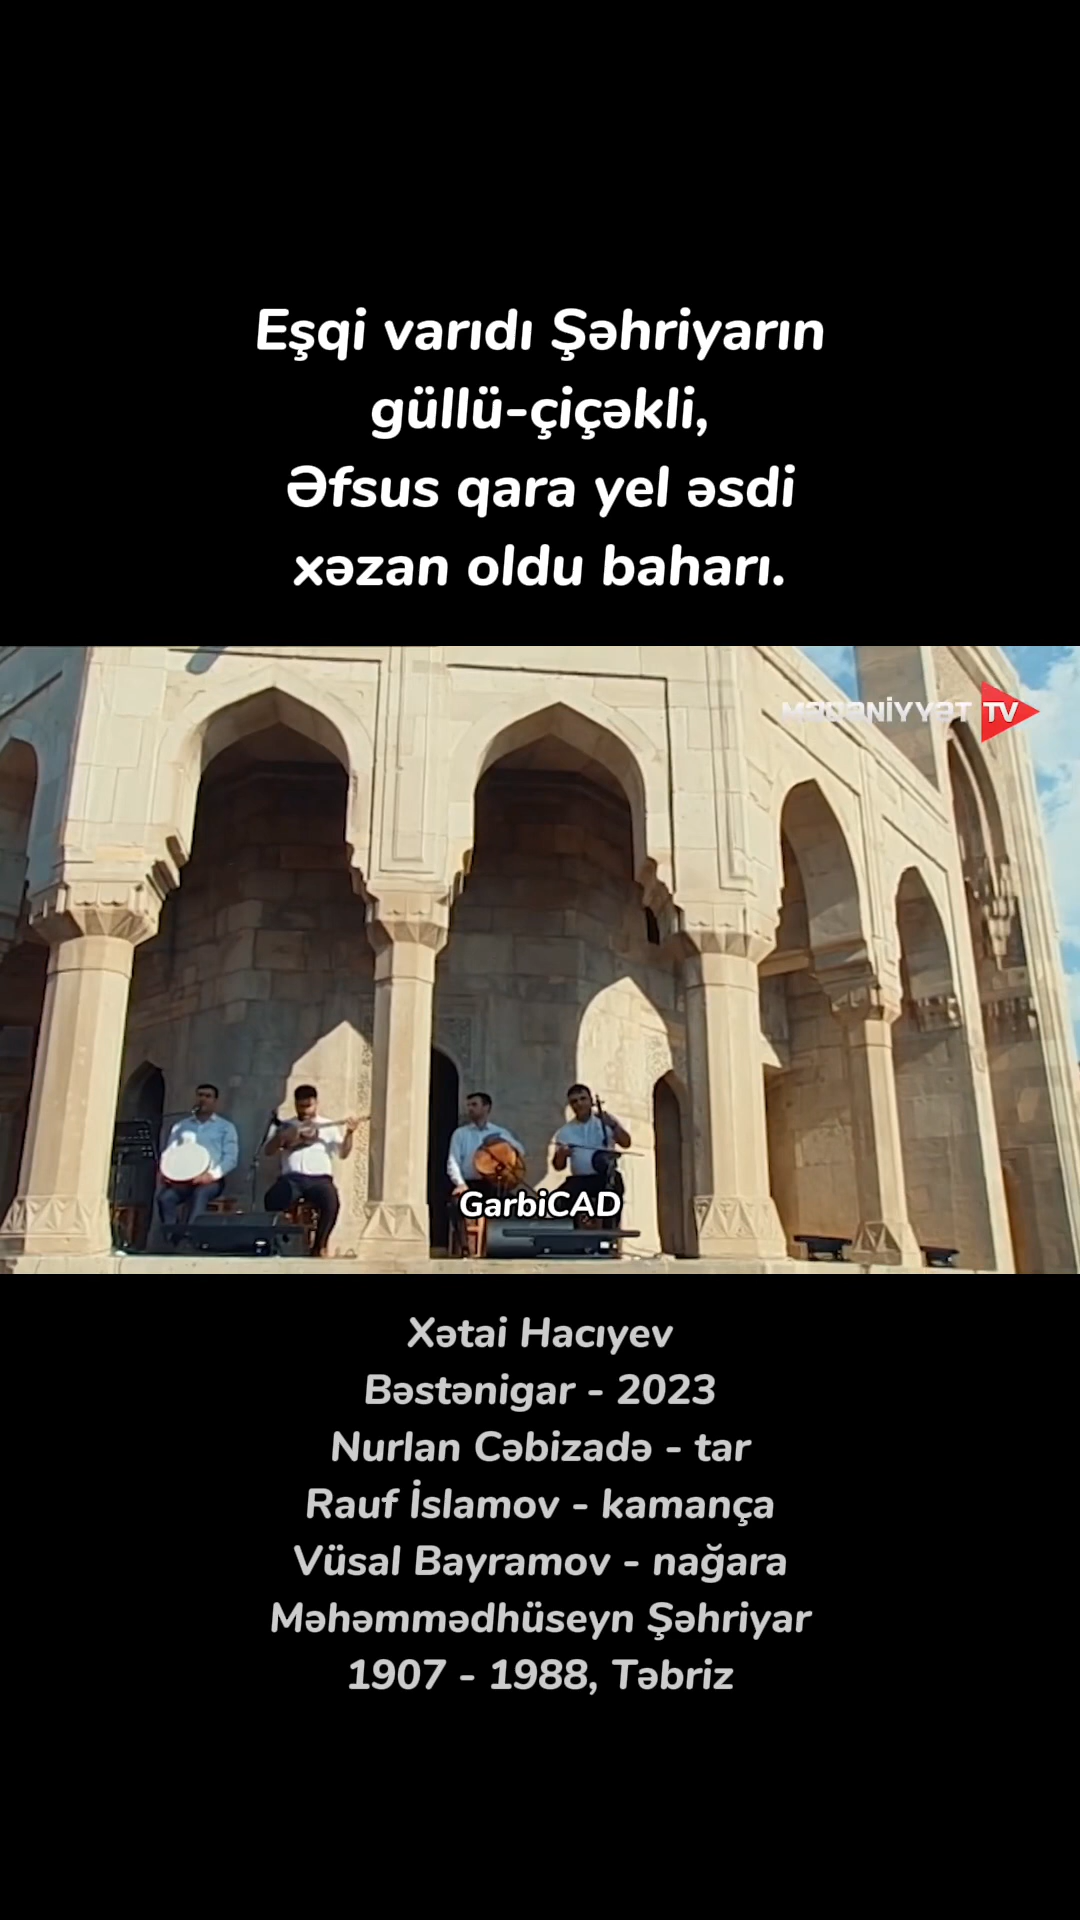 Eşqi varıdı Şəhriyarın
güllü-çiçəkli,
Əfsus qara yel əsdi
xəzan oldu baharı.
MƏDƏNİYYƏT TV
GarbiCAD
Xətai Hacıyev
Bəstənigar - 2023
Nurlan Cəbizadə - tar
Rauf İslamov - kamança
Vüsal Bayramov - nağara
Məhəmmədhüseyn Şəhriyar
1907 - 1988, Təbriz